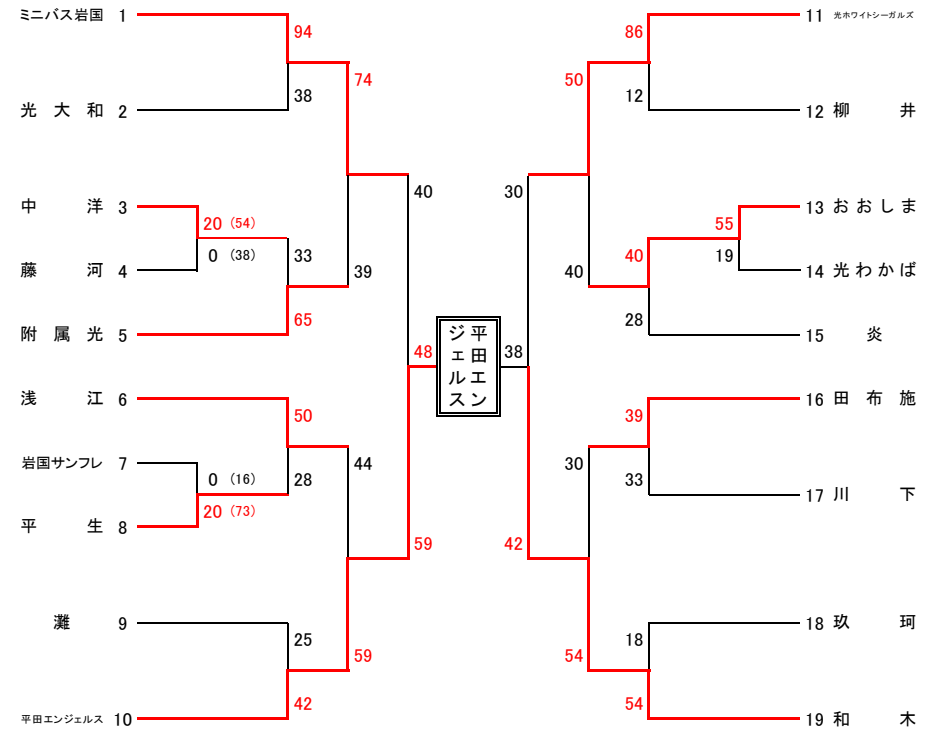 ミニバス岩国 1
94
74
38
光大和 2
中洋 3
20 (54)
0 (38)
藤河 4
33
39
65
附属光 5
40
48
浅江 6
50
44
岩国サンフレ 7
0 (16)
28
20 (73)
平生 8
59
灘 9
25
59
42
平田エンジェルス 10
平田エン
ジェルス
11 光ホワイトシーガルズ
86
50
12
12 柳井
30
13 おおしま
55
19
14 光わかば
40
40
28
15 炎
38
16 田布施
39
30
33
17 川下
42
18 玖珂
18
54
54
19 和木